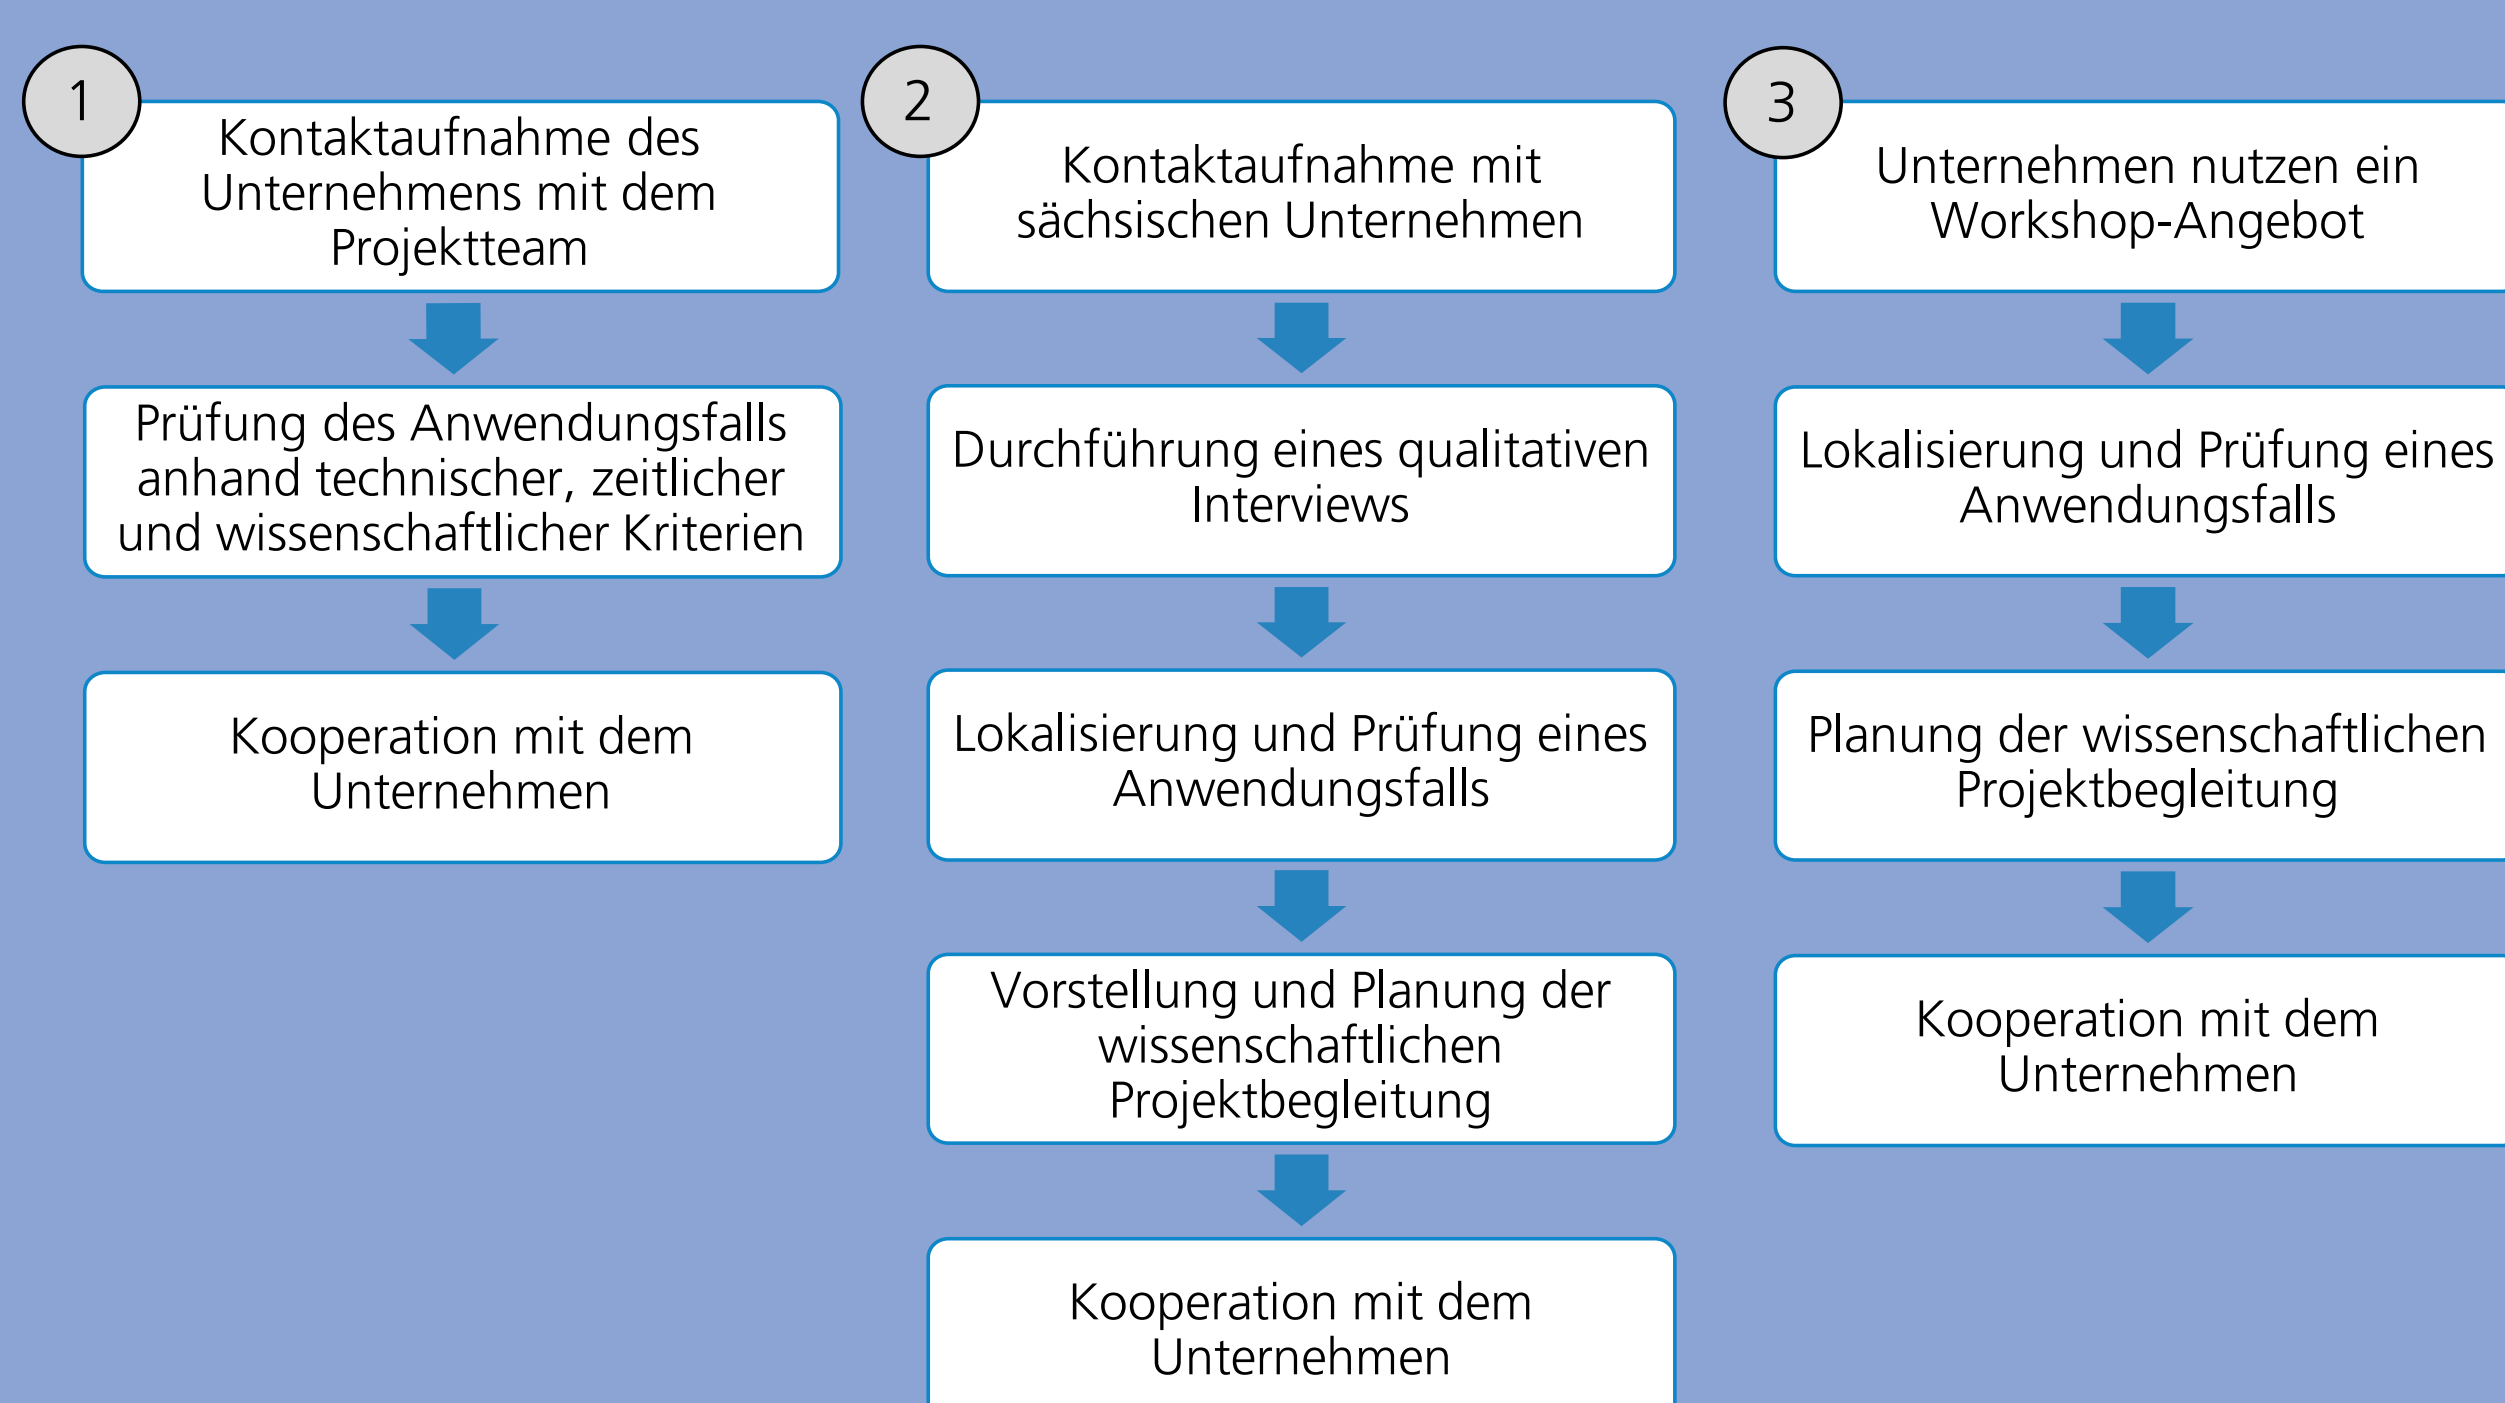 1
Kontaktaufnahme des
Unternehmens mit dem
Projektteam
Prüfung des Anwendungsfalls
anhand technischer, zeitlicher
und wissenschaftlicher Kriterien
Kooperation mit dem
Unternehmen
2
Kontaktaufnahme mit
sächsischen Unternehmen
Durchführung eines qualitativen
Interviews
Lokalisierung und Prüfung eines
Anwendungsfalls
Vorstellung und Planung der
wissenschaftlichen
Projektbegleitung
Kooperation mit dem
Unternehmen
3
Unternehmen nutzen ein
Workshop-Angebot
Lokalisierung und Prüfung eines
Anwendungsfalls
Planung der wissenschaftlichen
Projektbegleitung
Kooperation mit dem
Unternehmen